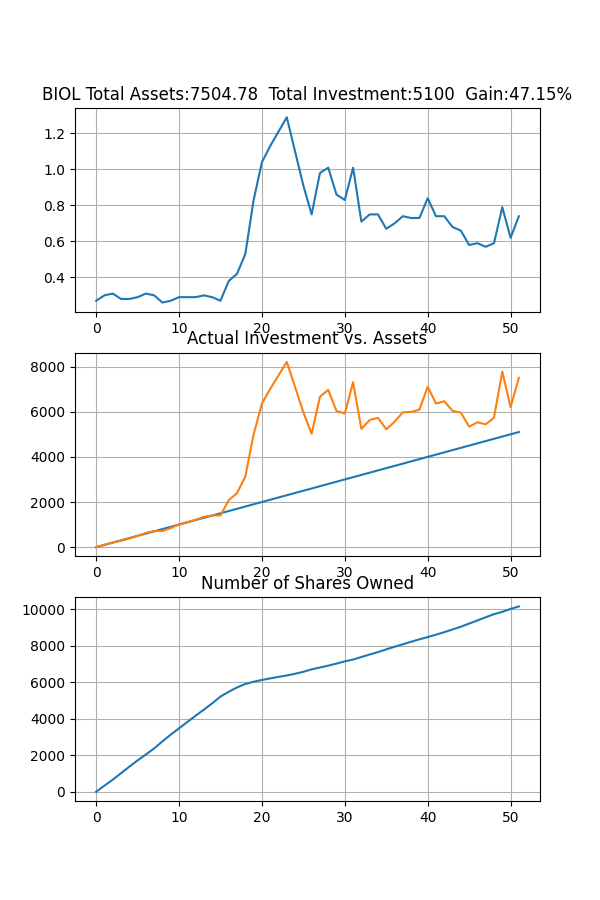 BIOL Total Assets:7504.78  Total Investment:5100  Gain:47.15%
1.2
1.0
0.8
0.6
0.4
0 10 20 30 40 50
Actual Investment vs. Assets
8000
6000
4000
2000
0
0 10 20 30 40 50
Number of Shares Owned
10000
8000
6000
4000
2000
0
0 10 20 30 40 50